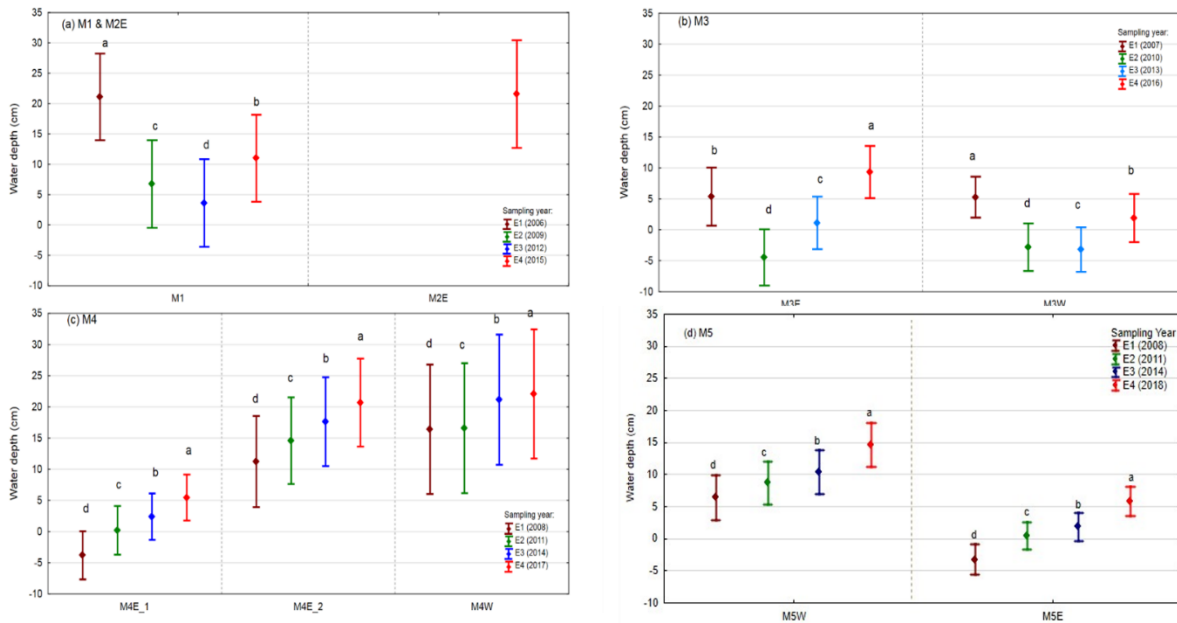 (a) M1 & M2E
Water depth (cm)
35
30
25
20
15
10
5
0
-5
-10
a
c
d
b
Sampling year:
E1 (2006)
E2 (2009)
E3 (2012)
E4 (2015)
M1
M2E
(b) M3
Water depth (cm)
35
30
25
20
15
10
5
0
-5
-10
Sampling year:
E1 (2007)
E2 (2010)
E3 (2013)
E4 (2016)
b
d
c
a
a
d
c
b
M3E
M3W
(c) M4
Water depth (cm)
35
30
25
20
15
10
5
0
-5
-10
d
c
b
a
d
c
b
a
d
c
b
a
Sampling year:
E1 (2008)
E2 (2011)
E3 (2014)
E4 (2017)
M4E_1
M4E_2
M4W
(d) M5
Water depth (cm)
35
30
25
20
15
10
5
0
-5
-10
Sampling Year
E1 (2008)
E2 (2011)
E3 (2014)
E4 (2018)
d
c
b
a
d
c
b
a
M5W
M5E